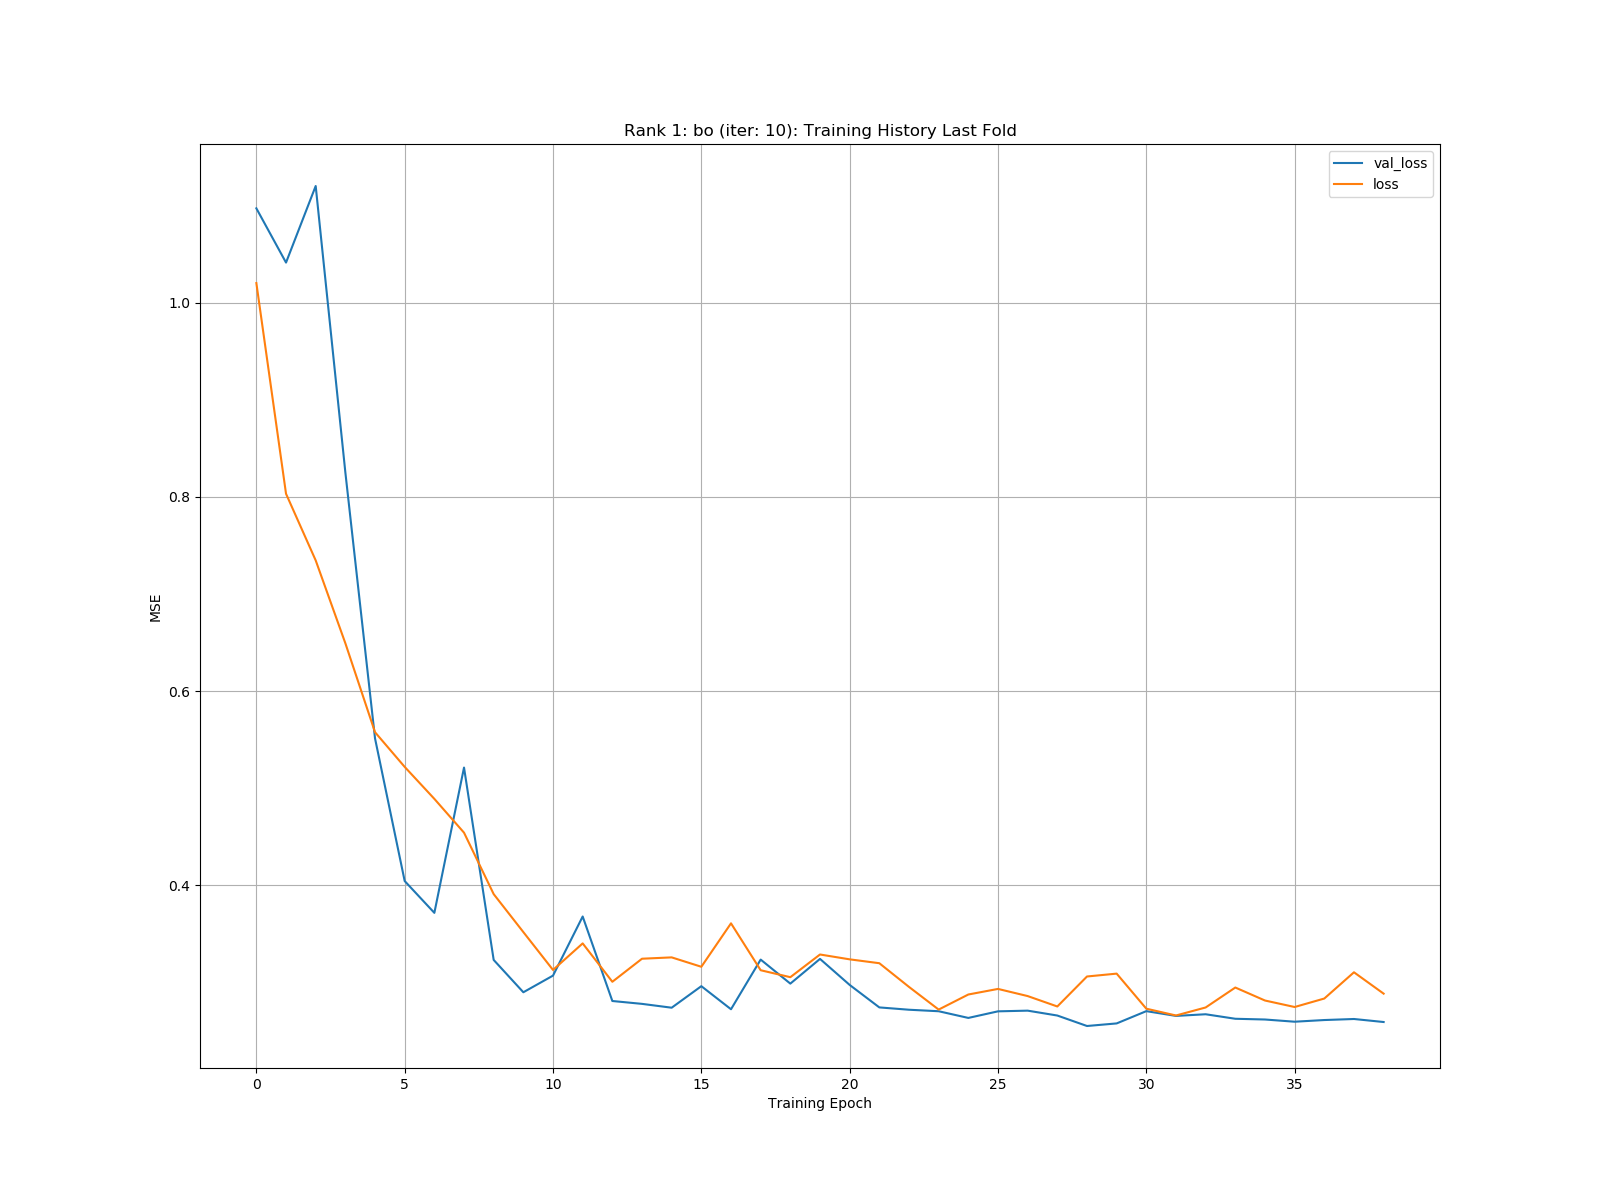 Rank 1: bo (iter: 10): Training History Last Fold
val_loss
loss
1.0
0.8
0.6
0.4
MSE
0 5 10 15 20 25 30 35
Training Epoch